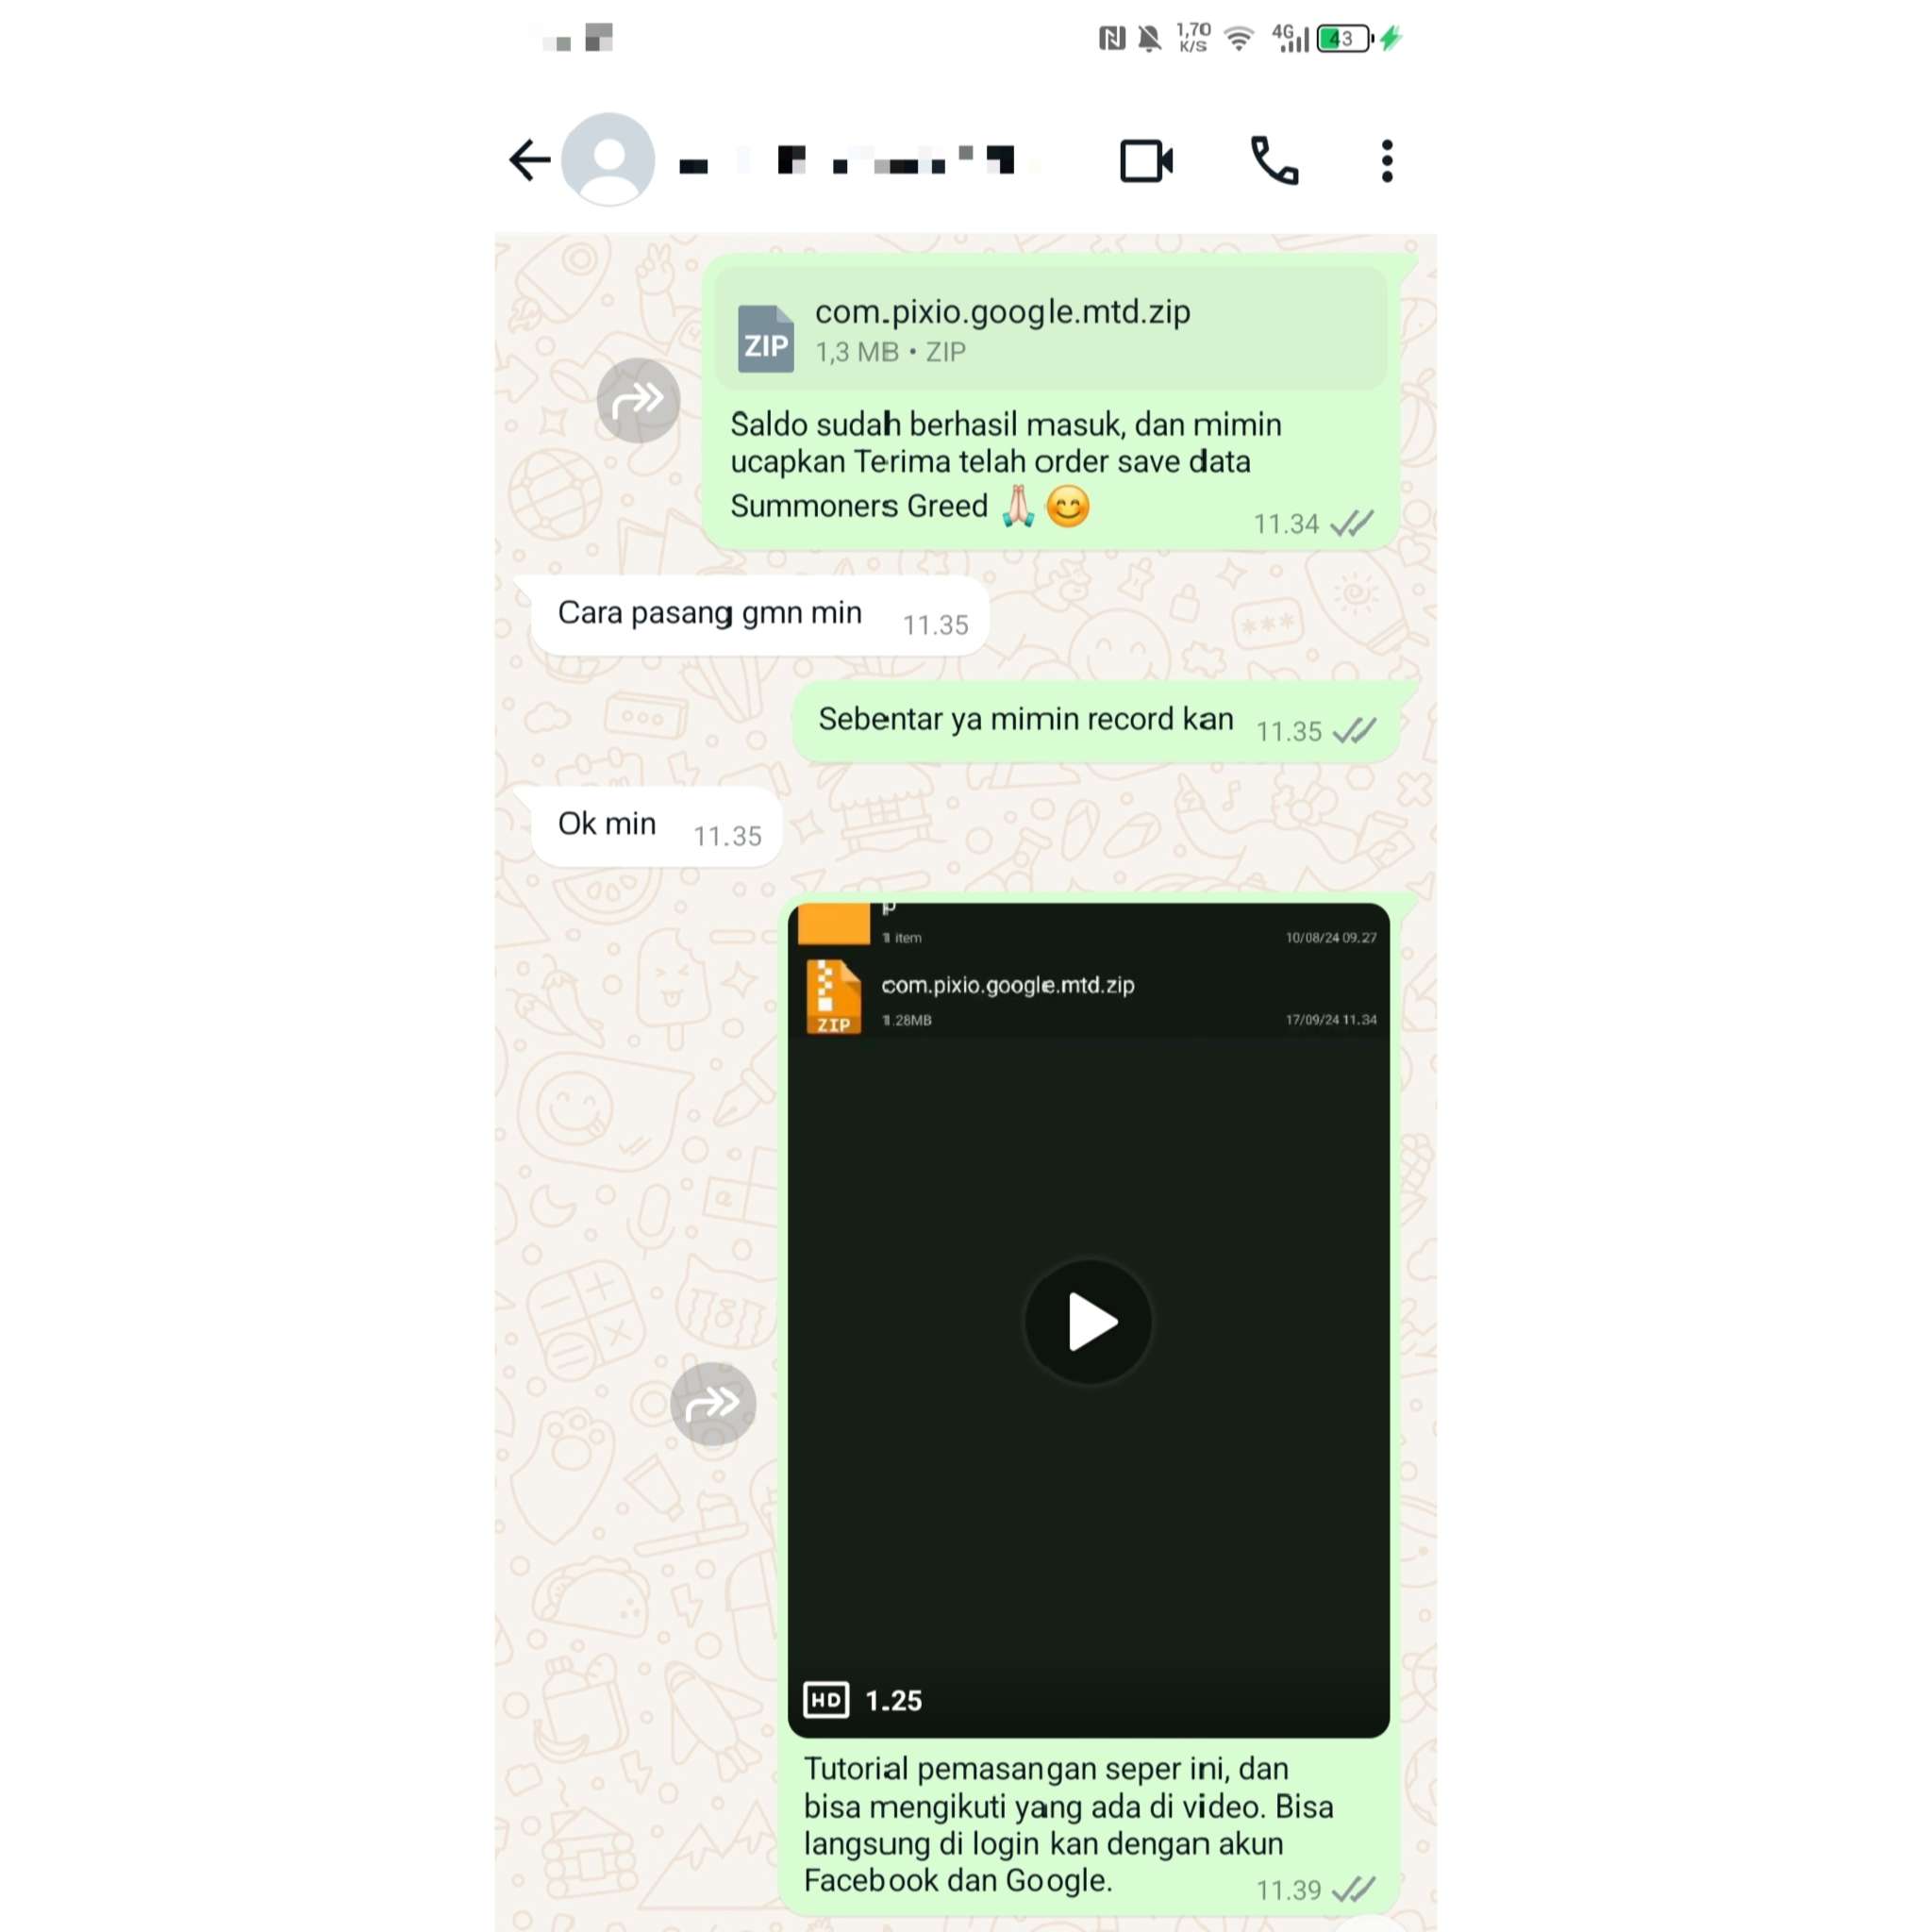 1,70
K/S
4G
43
com.pixio.google.mtd.zip
ZIP
1,3 MB • ZIP
Saldo sudah berhasil masuk, dan mimin
ucapkan Terima telah order save data
Summoners Greed 🙏🏻 😊
11.34
Cara pasang gmn min 11.35
Sebentar ya mimin record kan 11.35
Ok min 11.35
p
1 item 10/08/24 09.27
com.pixio.google.mtd.zip
ZIP
1.28MB 17/09/24 11.34
HD 1.25
Tutorial pemasangan seper ini, dan
bisa mengikuti yang ada di video. Bisa
langsung di login kan dengan akun
Facebook dan Google.
11.39